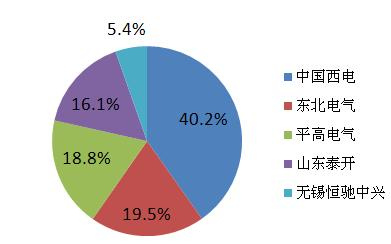 5.4%
40.2%
16.1%
18.8%
19.5%
中国西电
东北电气
平高电气
山东泰开
无锡恒驰中兴